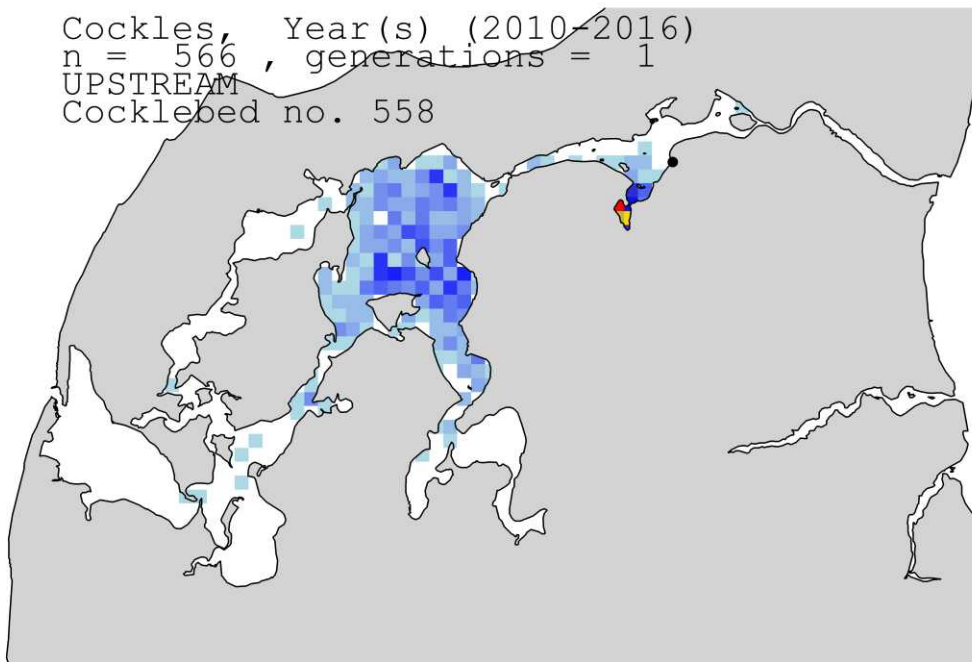 Cockles, Year(s) (2010-2016)
n = 566 , generations = 1
UPSTREAM
Cocklebed no. 558